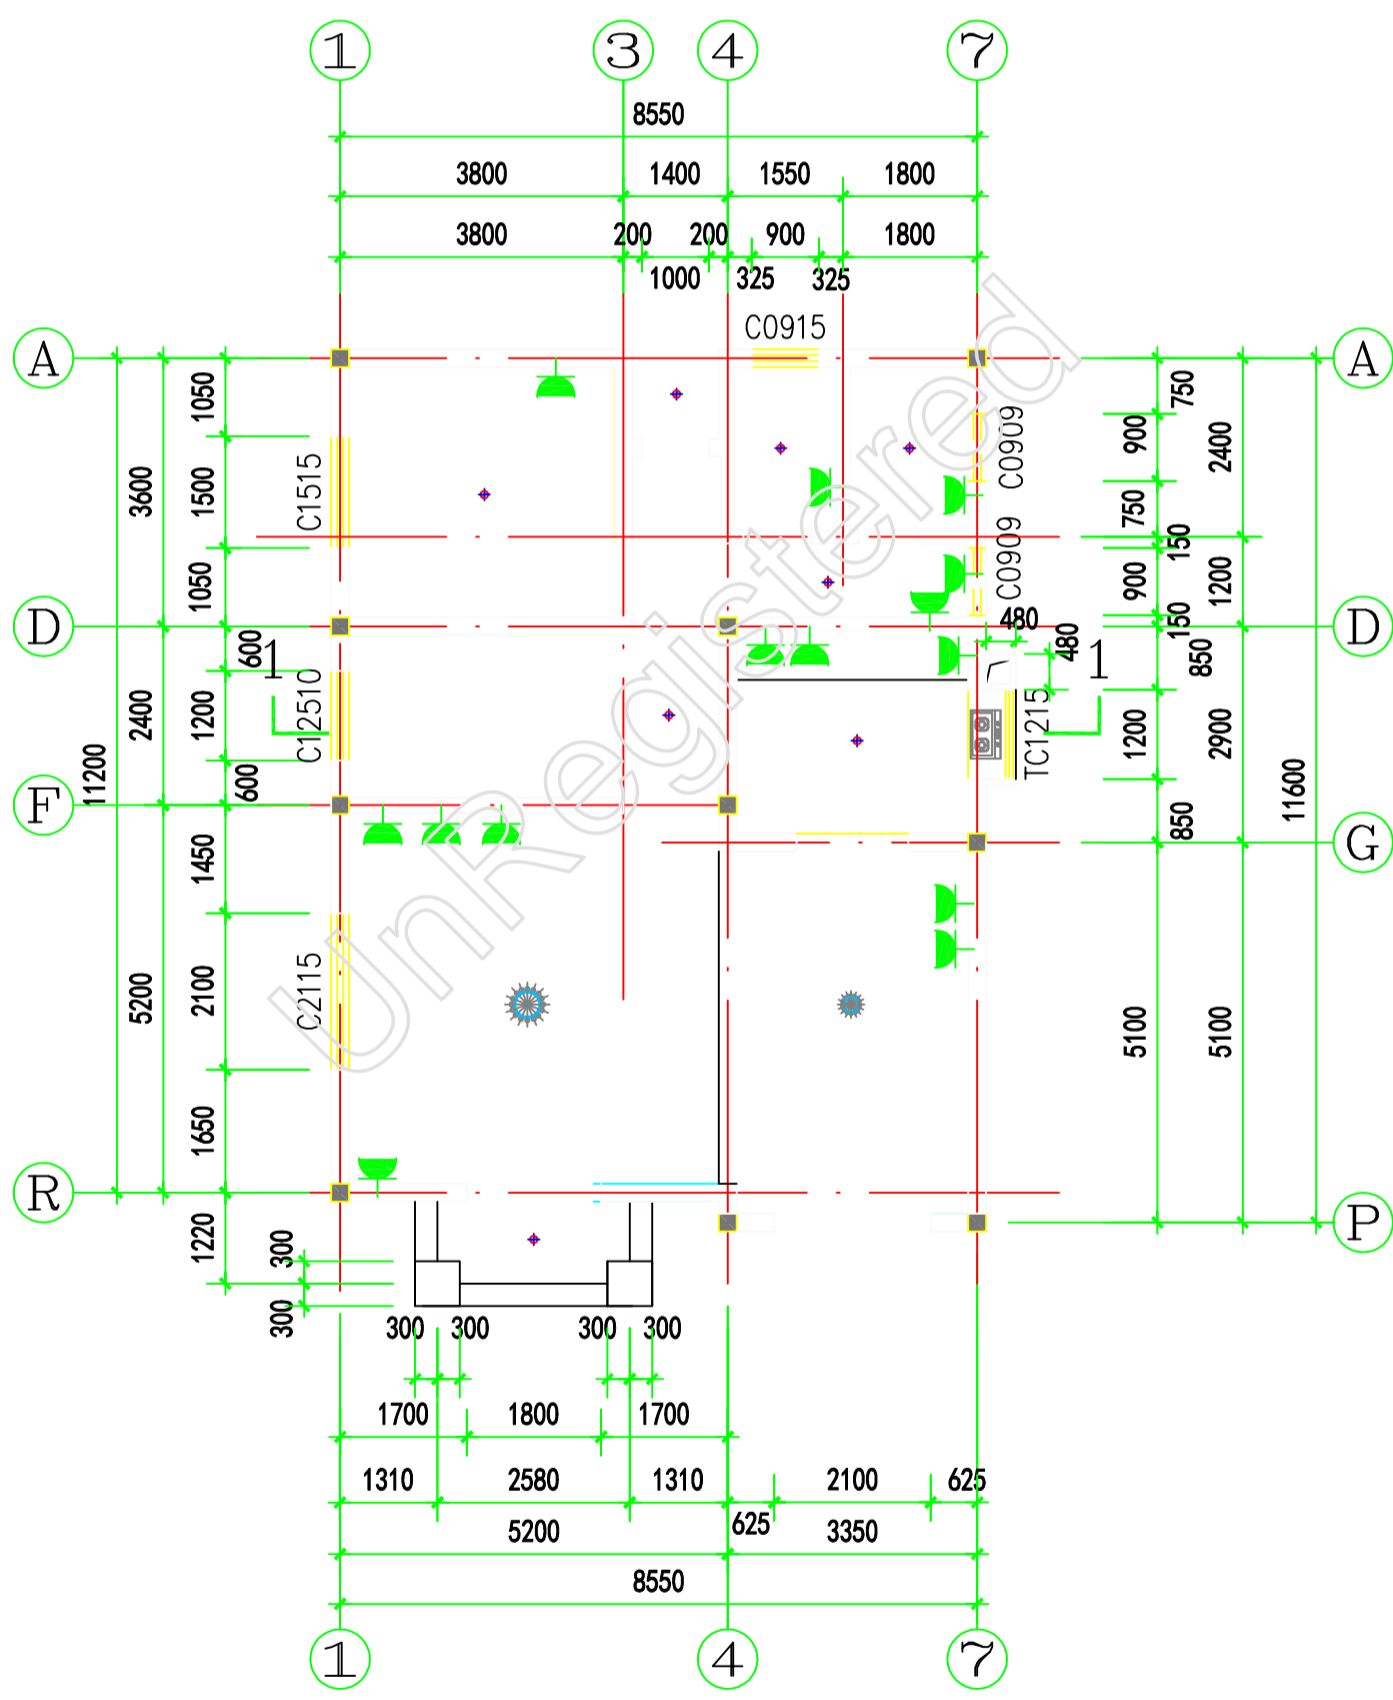 1 3 4 7
8550
3800 1400 1550 1800
3800 200 200 900 1800
1000 325 325
C0915
A A
1050 750
900 2400
C0909
3600 1500 C1515
750
150
C0909 900 1200
1050
D D
480
150
600 480 850
1 1
2400 1200 C12510 TC1215 1200 2900
11200 11600
600
F
850
G
1450
5200 2100 C2115
5100 5100
1650
R
P
1220 300
300
300 300 300 300
1700 1800 1700
1310 2580 1310 2100 625
625
5200 3350
8550
1 4 7
UnRegistered